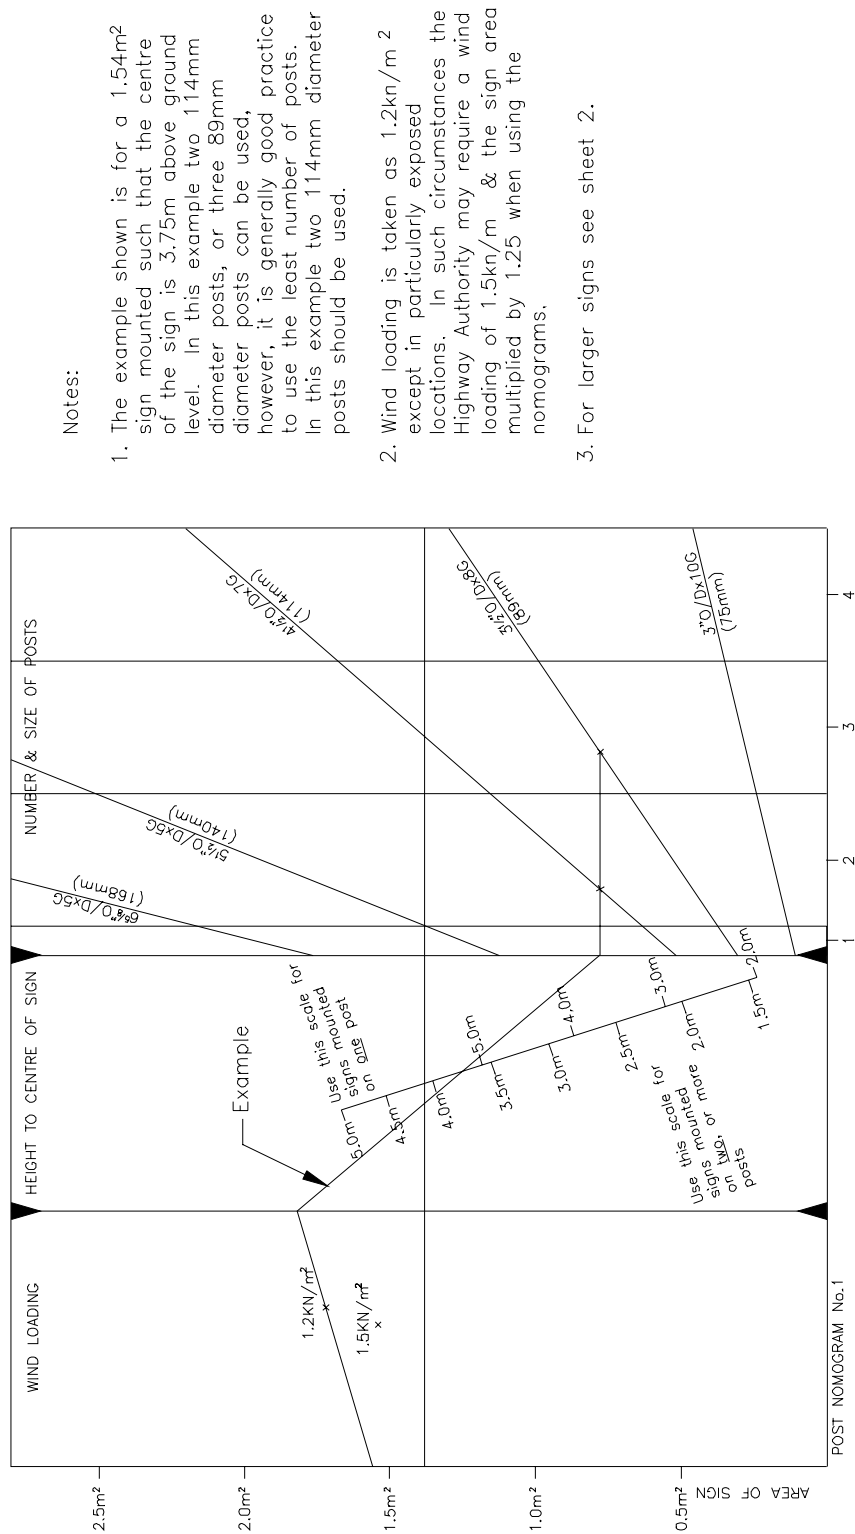 WIND LOADING
HEIGHT TO CENTRE OF SIGN
NUMBER & SIZE OF POSTS
2.5m²
2.0m²
1.5m²
1.0m²
0.5m²
AREA OF SIGN
1.2KN/m²
1.5KN/m²
Example
Use this scale for
signs mounted
on one post
5.0m
4.5m
4.0m
3.5m
3.0m
2.5m
2.0m
1.5m
5.0m
4.0m
3.0m
2.0m
Use this scale for
signs mounted
on two, or more
posts
6⅝"O/Dx5G
(168mm)
5½"O/Dx5G
(140mm)
4½"O/Dx7G
(114mm)
3½"O/Dx8G
(89mm)
3"O/Dx10G
(75mm)
1
2
3
4
POST NOMOGRAM No.1
Notes:
1. The example shown is for a 1.54m²
sign mounted such that the centre
of the sign is 3.75m above ground
level. In this example two 114mm
diameter posts, or three 89mm
diameter posts can be used,
however, it is generally good practice
to use the least number of posts.
In this example two 114mm diameter
posts should be used.
2. Wind loading is taken as 1.2kn/m 2
except in particularly exposed
locations. In such circumstances the
Highway Authority may require a wind
loading of 1.5kn/m & the sign area
multiplied by 1.25 when using the
nomograms.
3. For larger signs see sheet 2.